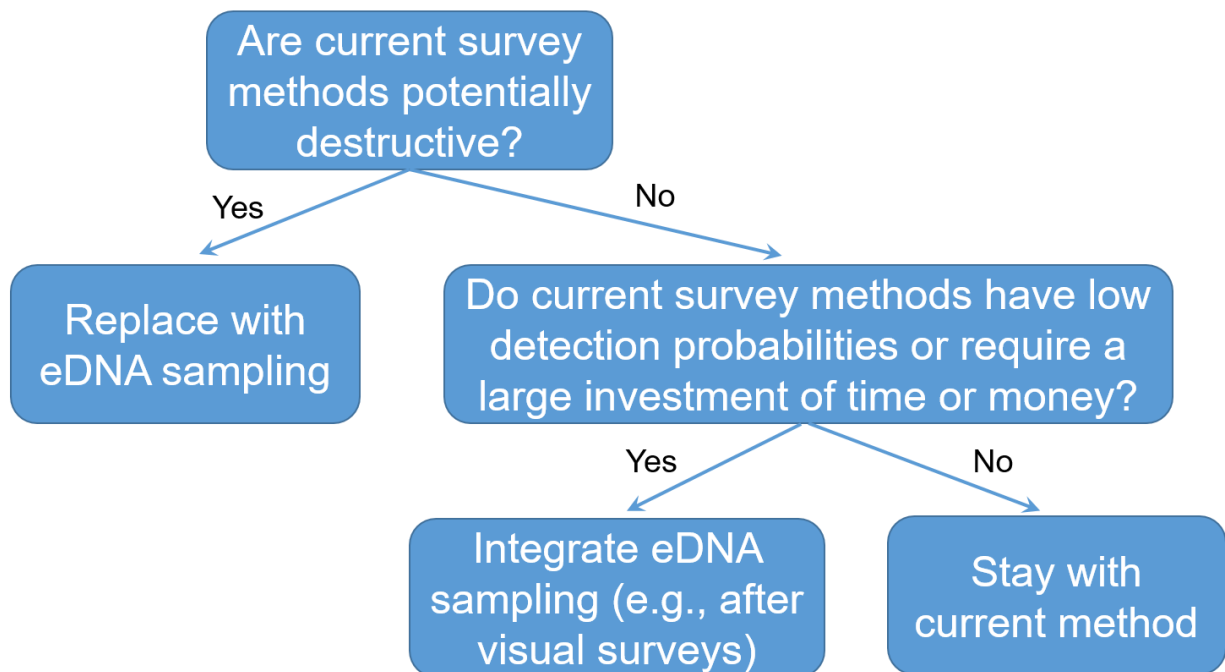 Are current survey
methods potentially
destructive?
Yes
No
Replace with
eDNA sampling
Do current survey methods have low
detection probabilities or require a
large investment of time or money?
Yes
No
Integrate eDNA
sampling (e.g., after
visual surveys)
Stay with
current method